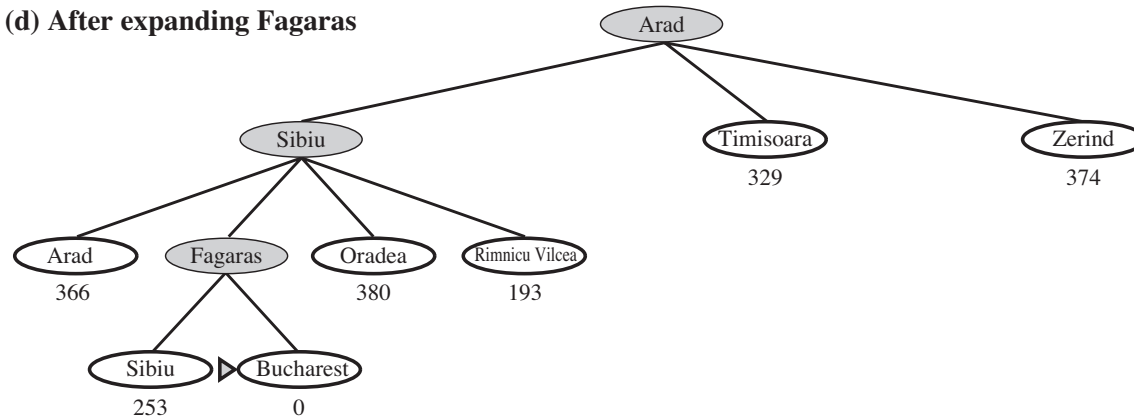 (d) After expanding Fagaras
Arad
Sibiu
Timisoara
Zerind
329
374
Arad
Fagaras
Oradea
Rimnicu Vilcea
366
380
193
Sibiu
Bucharest
253
0